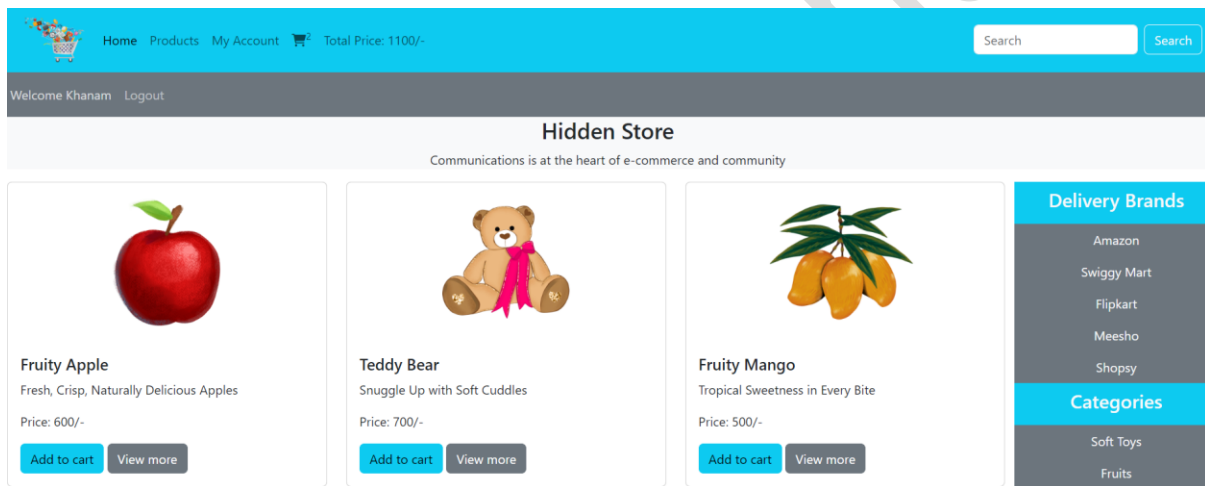 Home Products My Account 2 Total Price: 1100/- Search Search
Welcome Khanam Logout
Hidden Store
Communications is at the heart of e-commerce and community
Fruity Apple
Fresh, Crisp, Naturally Delicious Apples
Price: 600/-
Add to cart View more
Teddy Bear
Snuggle Up with Soft Cuddles
Price: 700/-
Add to cart View more
Fruity Mango
Tropical Sweetness in Every Bite
Price: 500/-
Add to cart View more
Delivery Brands
Amazon
Swiggy Mart
Flipkart
Meesho
Shopsy
Categories
Soft Toys
Fruits